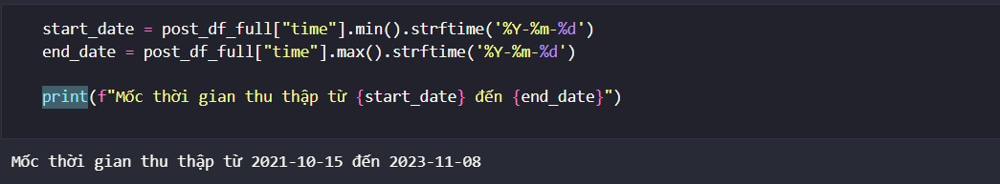 start_date = post_df_full["time"].min().strftime('%Y-%m-%d')
end_date = post_df_full["time"].max().strftime('%Y-%m-%d')
print(f"Mốc thời gian thu thập từ {start_date} đến {end_date}")
Mốc thời gian thu thập từ 2021-10-15 đến 2023-11-08